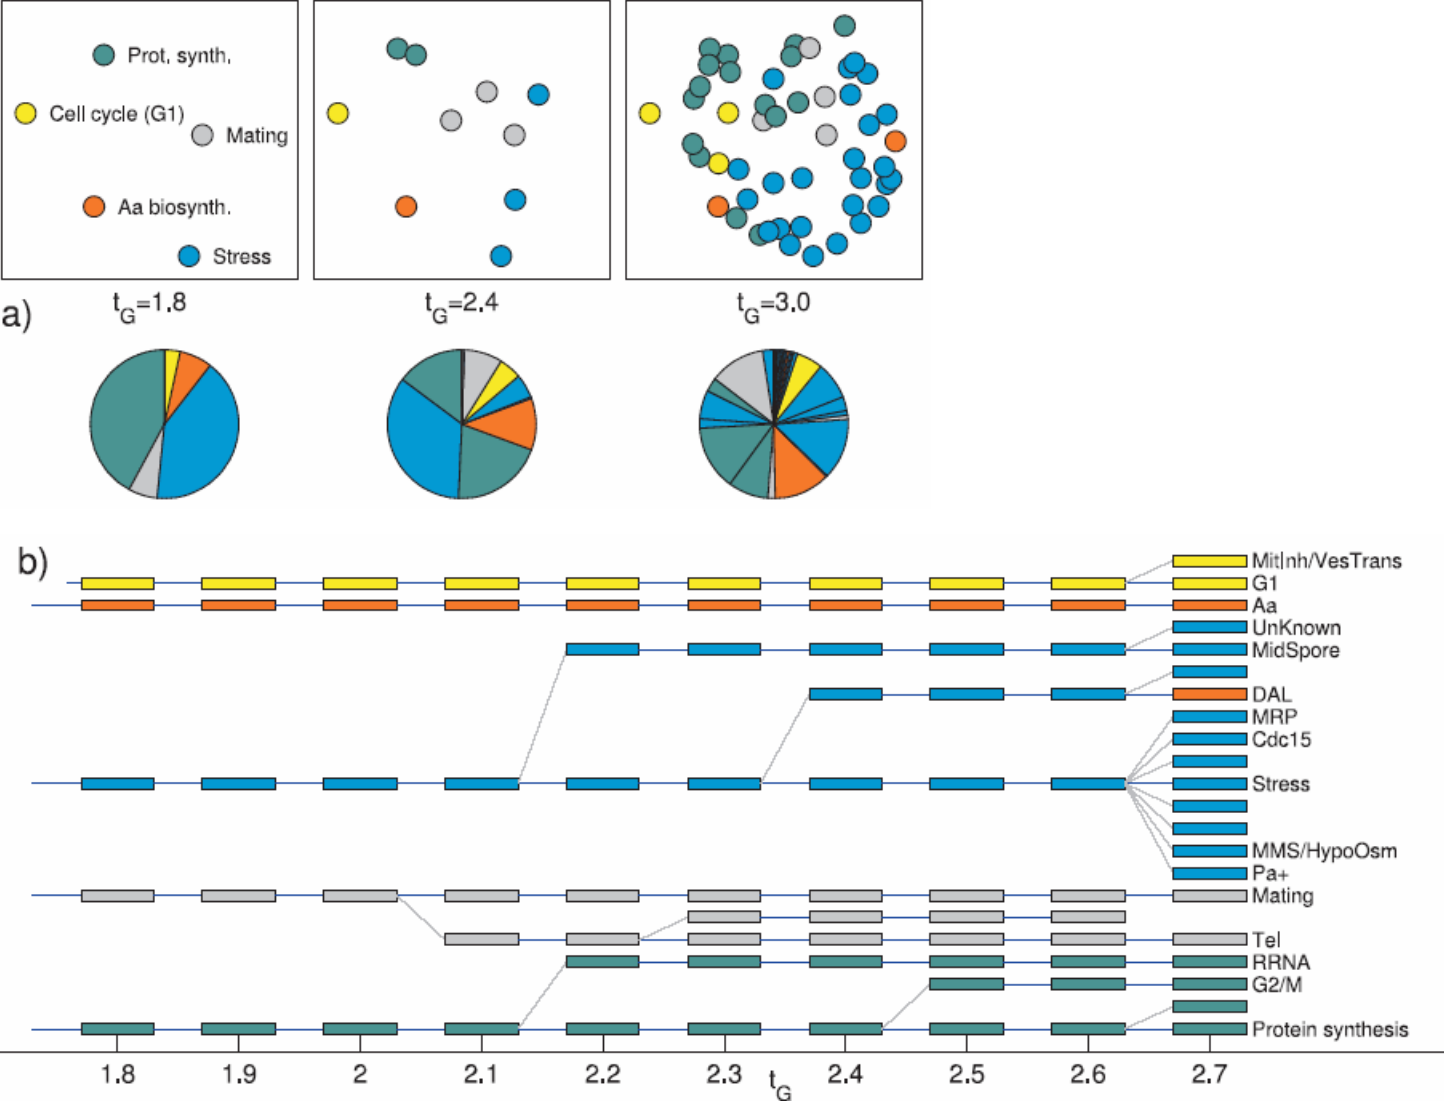 Prot. synth.
Cell cycle (G1)
Mating
Aa biosynth.
Stress
tG=1.8
tG=2.4
tG=3.0
a)
b)
MitInh/VesTrans
G1
Aa
UnKnown
MidSpore
DAL
MRP
Cdc15
Stress
MMS/HypoOsm
Pa+
Mating
Tel
RRNA
G2/M
Protein synthesis
1.8 1.9 2 2.1 2.2 2.3 2.4 2.5 2.6 2.7
tG